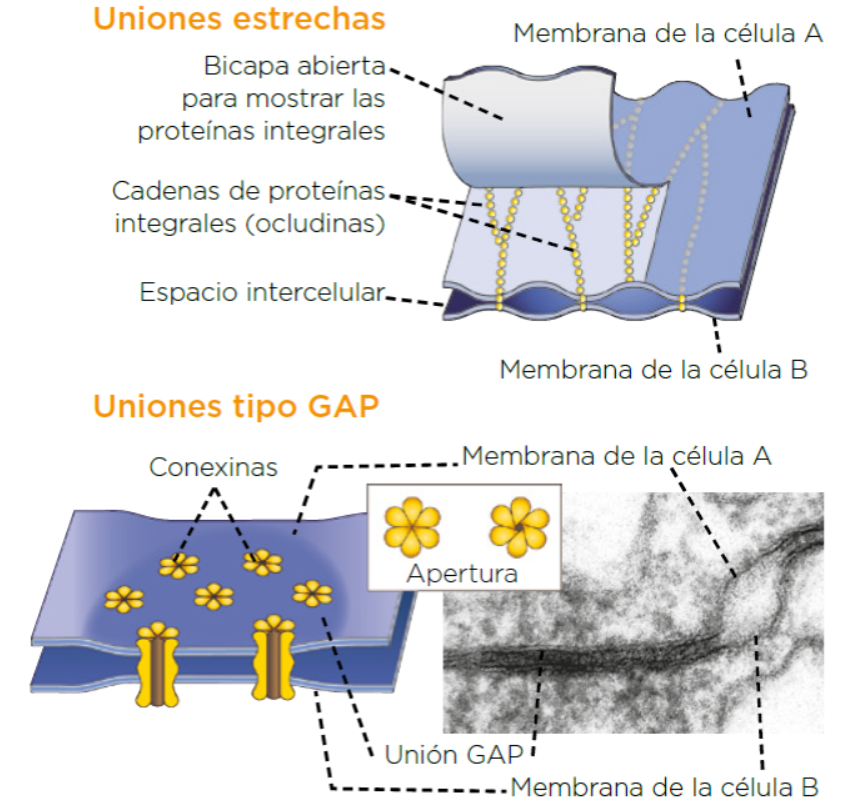 Uniones estrechas
Membrana de la célula A
Bicapa abierta
para mostrar las
proteínas integrales
Cadenas de proteínas
integrales (ocludinas)
Espacio intercelular
Membrana de la célula B
Uniones tipo GAP
Conexinas
Membrana de la célula A
Apertura
Unión GAP
Membrana de la célula B